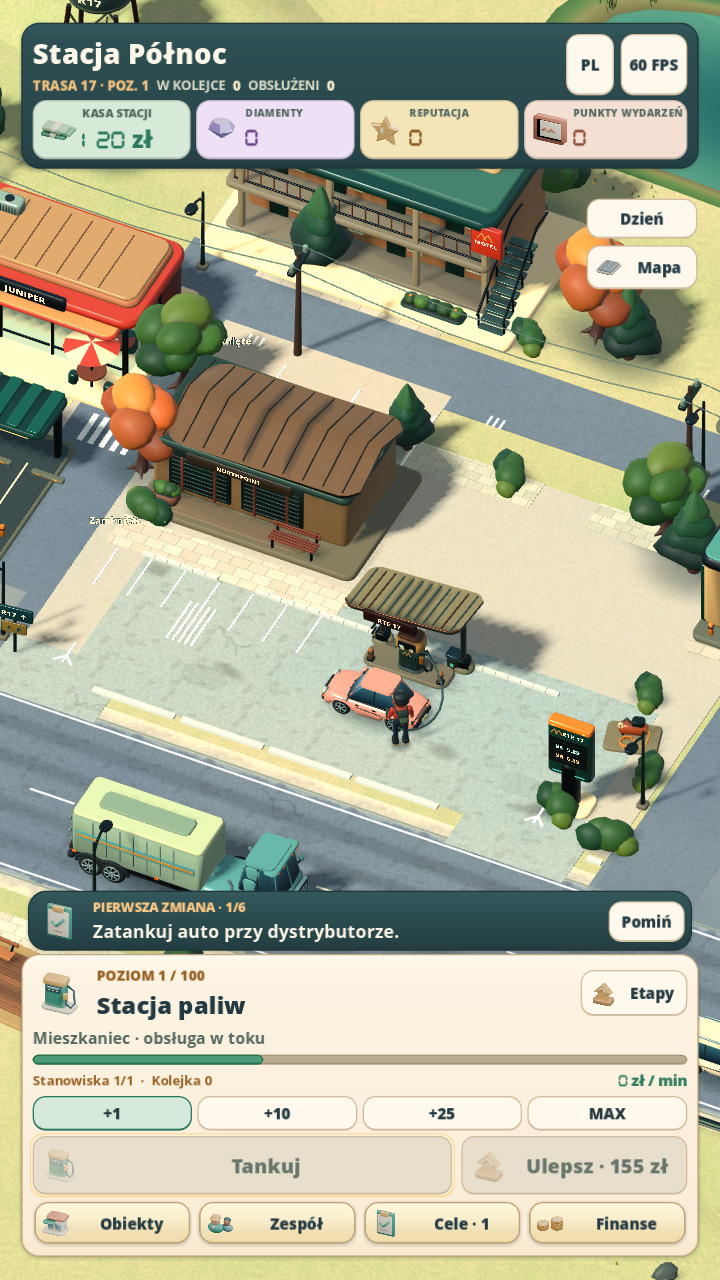 R17
Stacja Północ
PL
60 FPS
TRASA 17 · POZ. 1 W KOLEJCE 0 OBSŁUŻENI 0
KASA STACJI
120 zł
DIAMENTY
0
REPUTACJA
0
PUNKTY WYDARZEŃ
0
Dzień
Mapa
MOTEL
JUNIPER
NORTHPOINT
RTE 17
R17 ↑
RTE 17
PIERWSZA ZMIANA · 1/6
Zatankuj auto przy dystrybutorze.
Pomiń
POZIOM 1 / 100
Stacja paliw
Etapy
Mieszkaniec · obsługa w toku
Stanowiska 1/1 · Kolejka 0
0 zł / min
+1
+10
+25
MAX
Tankuj
Ulepsz · 155 zł
Obiekty
Zespół
Cele · 1
Finanse